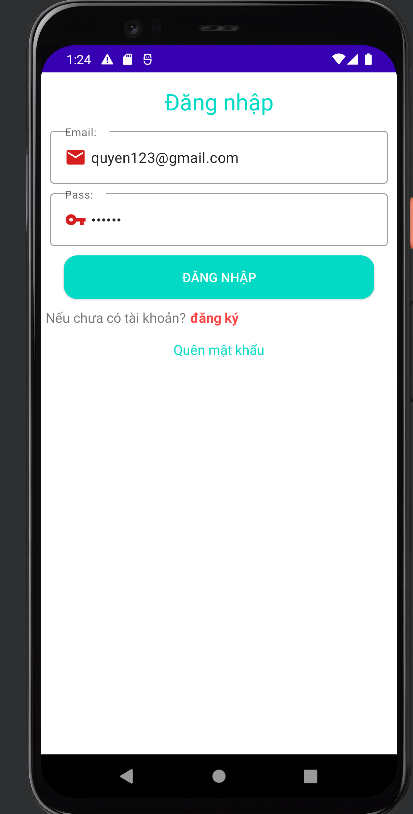 1:24
Đăng nhập
Email:
quyen123@gmail.com
Pass:
••••••
ĐĂNG NHẬP
Nếu chưa có tài khoản? đăng ký
Quên mật khẩu